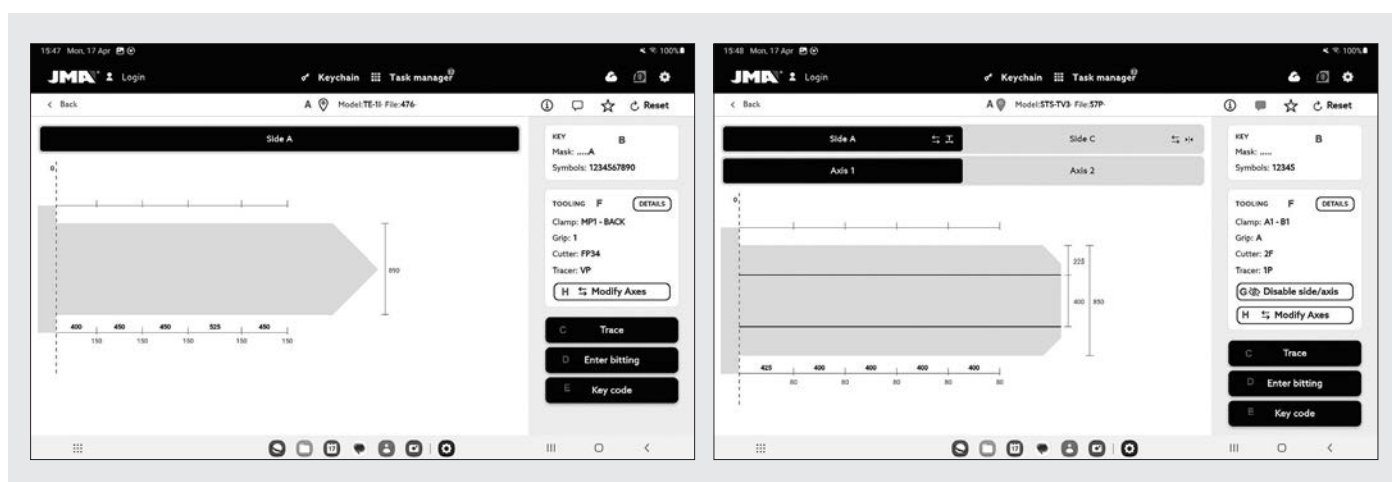 15:47 Mon, 17 Apr 100%
JMA Login Keychain Task manager
< Back A Model:TE-1I- File:476- Reset
Side A
0
850
400 450 450 525 450
150 150 150 150 150
KEY B
Mask: .....A
Symbols: 1234567890
TOOLING F DETAILS
Clamp: MP1 - BACK
Grip: 1
Cutter: FP34
Tracer: VP
H Modify Axes
C Trace
D Enter bitting
E Key code
17
15:48 Mon, 17 Apr 100%
JMA Login Keychain Task manager
< Back A Model:STS-TV3- File:57P- Reset
Side A Side C
Axis 1 Axis 2
0
225
400 850
425 400 400 400 400
80 80 80 80 80
KEY B
Mask: .....
Symbols: 12345
TOOLING F DETAILS
Clamp: A1 - B1
Grip: A
Cutter: 2F
Tracer: 1P
G Disable side/axis
H Modify Axes
C Trace
D Enter bitting
E Key code
17